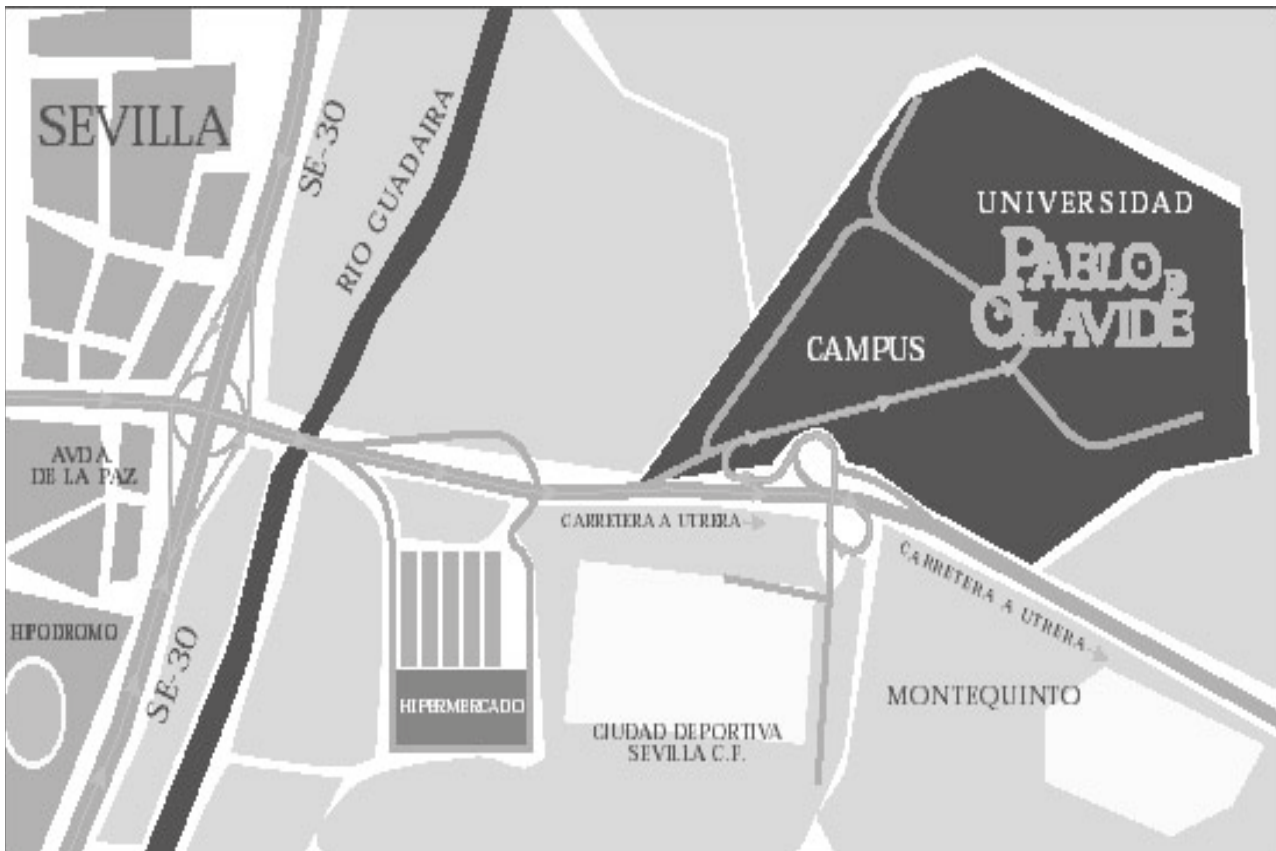 SEVILLA
SE-30
RIO GUADAIRA
UNIVERSIDAD
PABLO D
OLAVIDE
CAMPUS
AVDA.
DE LA PAZ
CARRETERA A UTRERA
CARRETERA A UTRERA
HIPODROMO
SE-30
HIPERMERCADO
MONTEQUINTO
CIUDAD DEPORTIVA
SEVILLA C.F.